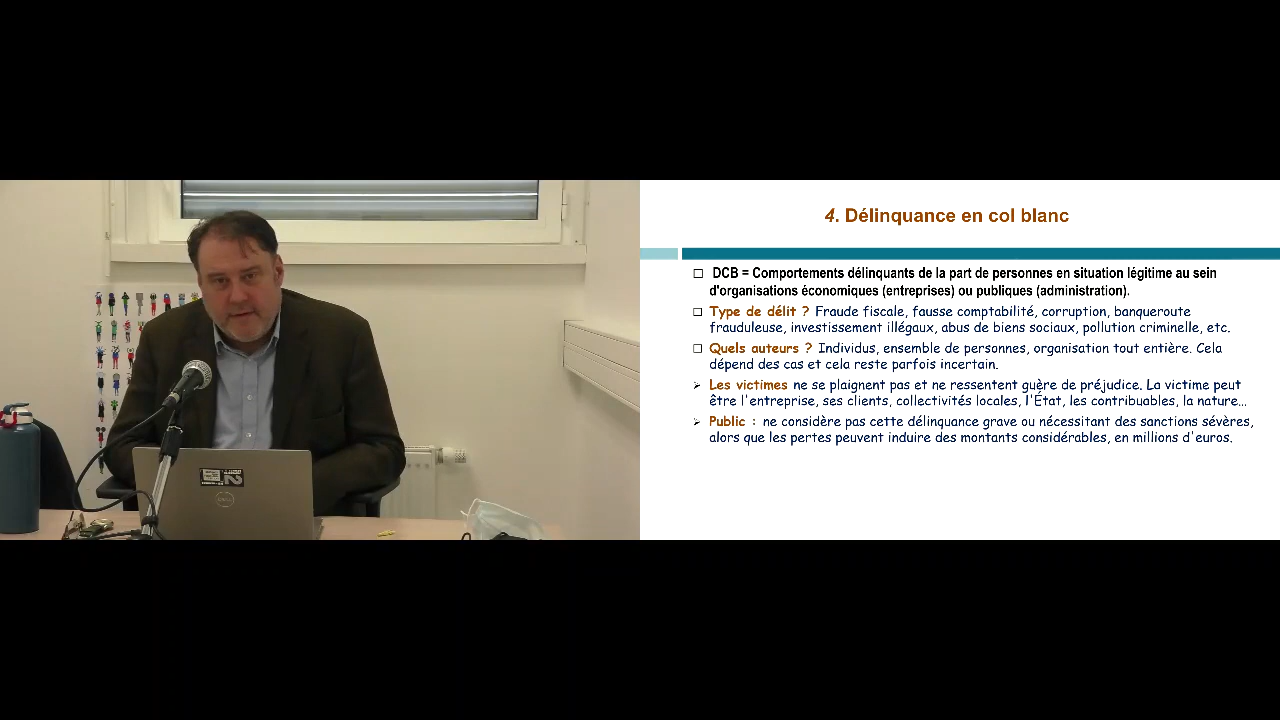 4. Délinquance en col blanc
DCB = Comportements délinquants de la part de personnes en situation légitime au sein
d'organisations économiques (entreprises) ou publiques (administration).
Type de délit ? Fraude fiscale, fausse comptabilité, corruption, banqueroute
frauduleuse, investissement illégaux, abus de biens sociaux, pollution criminelle, etc.
Quels auteurs ? Individus, ensemble de personnes, organisation tout entière. Cela
dépend des cas et cela reste parfois incertain.
Les victimes ne se plaignent pas et ne ressentent guère de préjudice. La victime peut
être l'entreprise, ses clients, collectivités locales, l'État, les contribuables, la nature…
Public : ne considère pas cette délinquance grave ou nécessitant des sanctions sévères,
alors que les pertes peuvent induire des montants considérables, en millions d'euros.
DELL